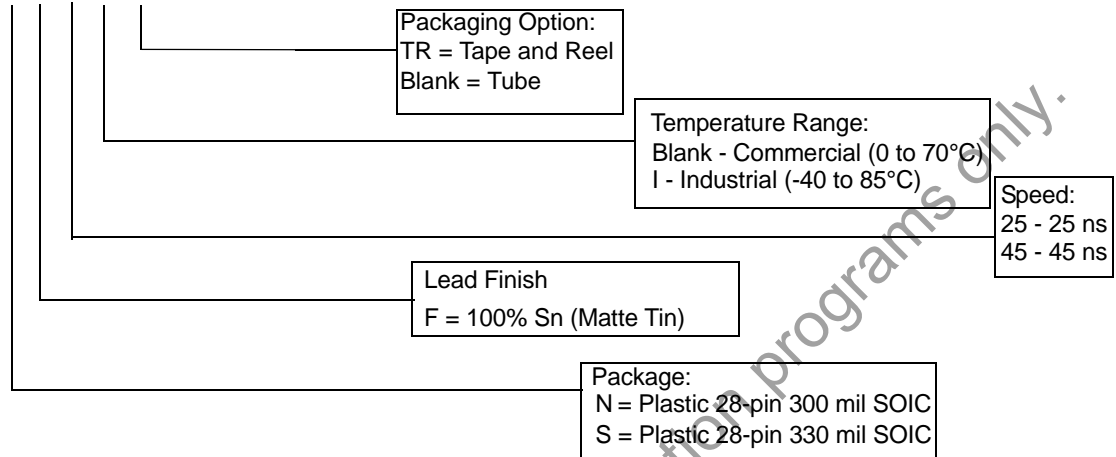 Packaging Option:
TR = Tape and Reel
Blank = Tube
Temperature Range:
Blank - Commercial (0 to 70°C)
I - Industrial (-40 to 85°C)
Speed:
25 - 25 ns
45 - 45 ns
Lead Finish
F = 100% Sn (Matte Tin)
Package:
N = Plastic 28-pin 300 mil SOIC
S = Plastic 28-pin 330 mil SOIC
programs only.